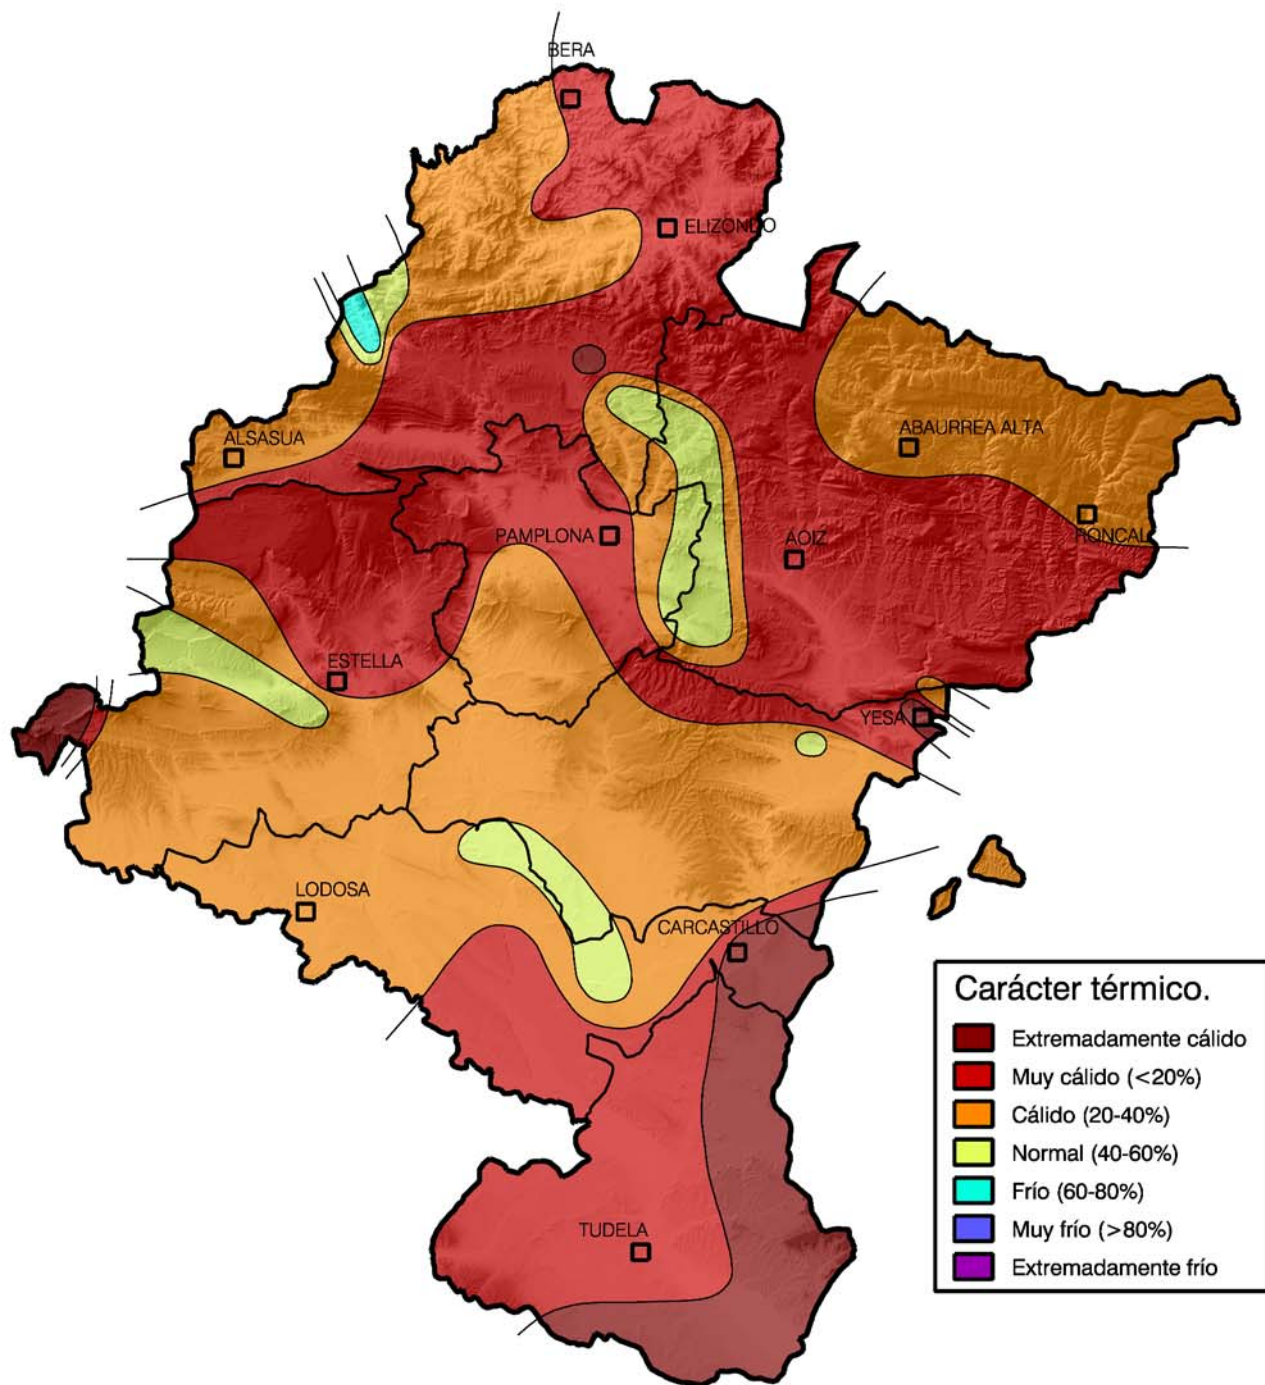 BERA
ELIZONDO
ALSASUA
ABAURREA ALTA
PAMPLONA
AOIZ
RONCAL
ESTELLA
YESA
LODOSA
CARCASTILLO
TUDELA
Carácter térmico.
Extremadamente cálido
Muy cálido (<20%)
Cálido (20-40%)
Normal (40-60%)
Frío (60-80%)
Muy frío (>80%)
Extremadamente frío